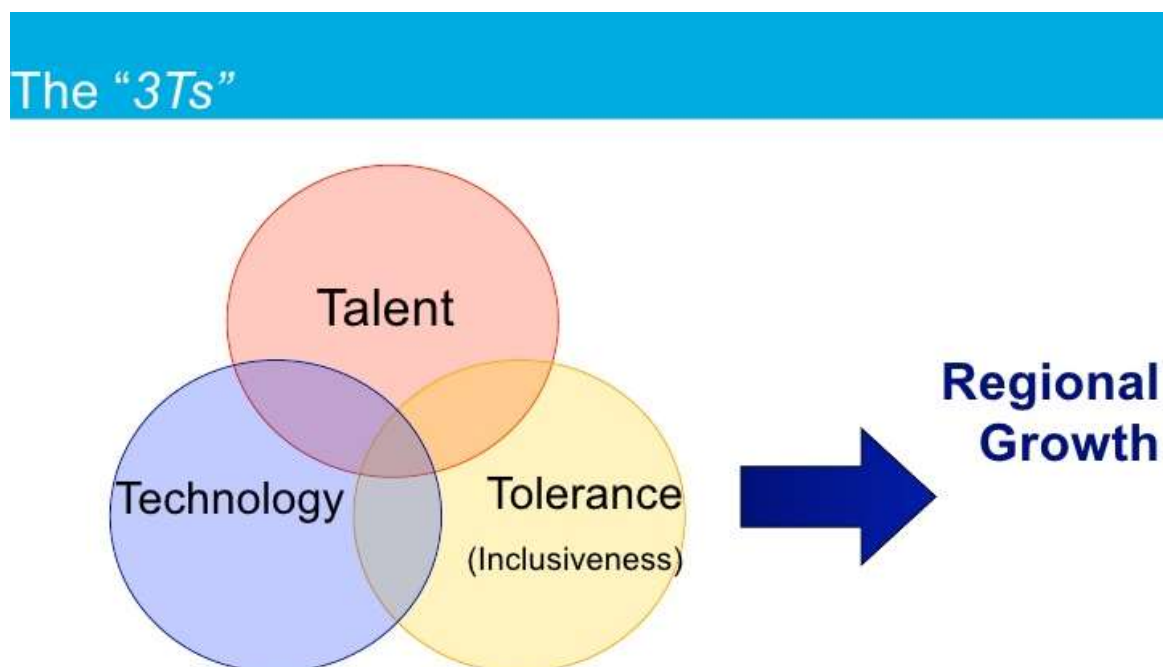 The “3Ts”
Talent
Technology
Tolerance
(Inclusiveness)
Regional
Growth